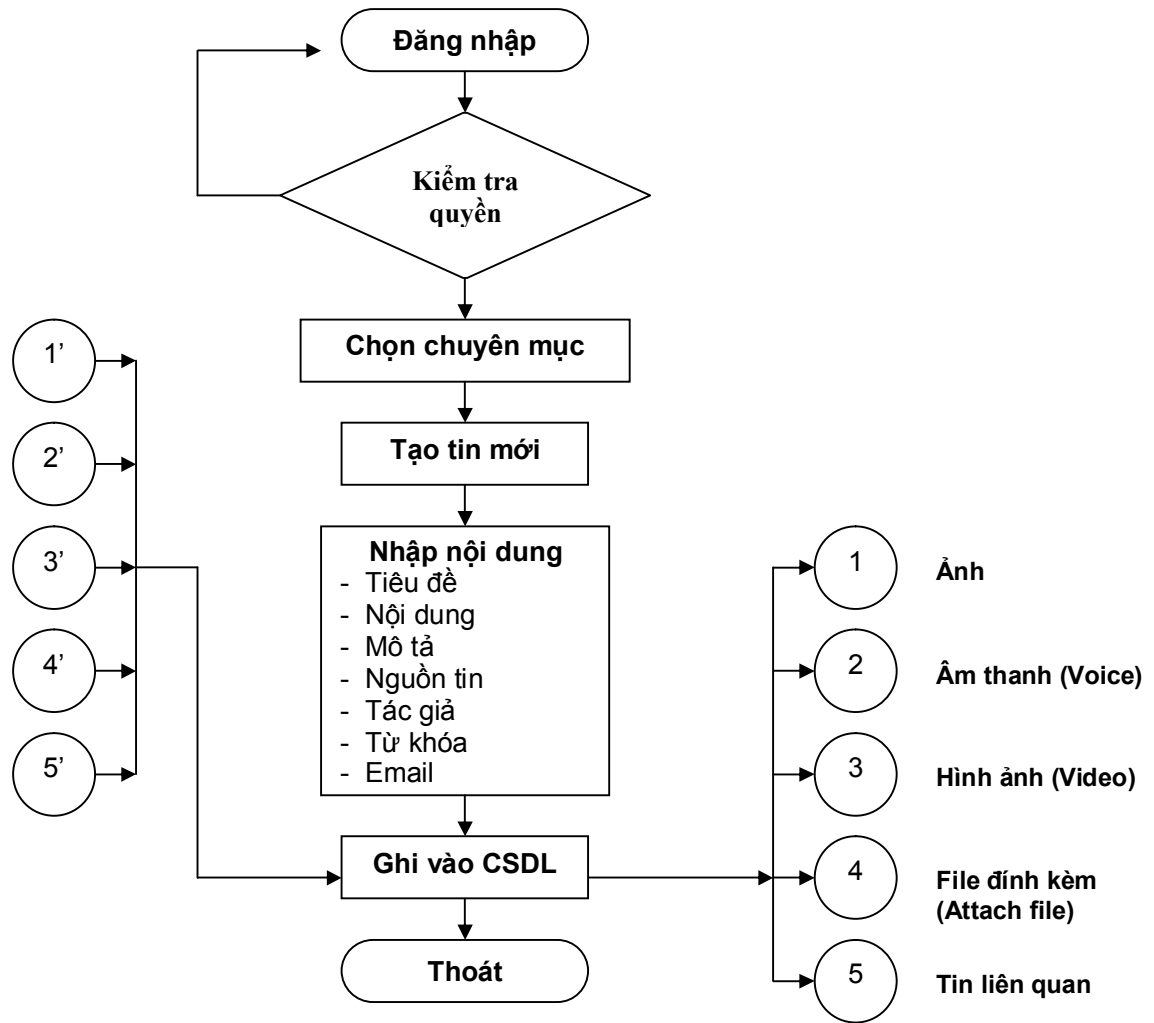 Đăng nhập
Kiểm tra
quyền
Chọn chuyên mục
Tạo tin mới
Nhập nội dung
- Tiêu đề
- Nội dung
- Mô tả
- Nguồn tin
- Tác giả
- Từ khóa
- Email
Ghi vào CSDL
Thoát
1’
2’
3’
4’
5’
1
Ảnh
2
Âm thanh (Voice)
3
Hình ảnh (Video)
4
File đính kèm
(Attach file)
5
Tin liên quan